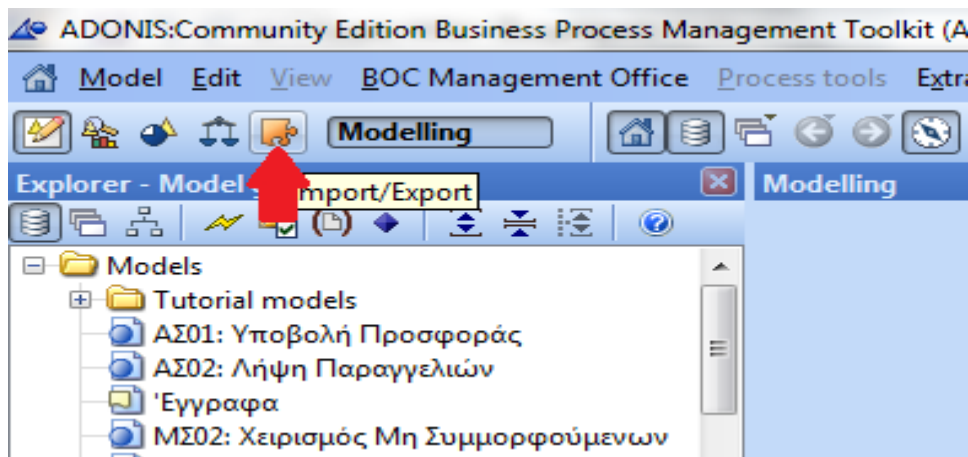 ADONIS:Community Edition Business Process Management Toolkit (A
Model Edit View BOC Management Office Process tools Extra
Modelling
Explorer - Model
mport/Export
Modelling
Models
Tutorial models
ΑΣ01: Υποβολή Προσφοράς
ΑΣ02: Λήψη Παραγγελιών
'Εγγραφα
ΜΣ02: Χειρισμός Μη Συμμορφούμενων